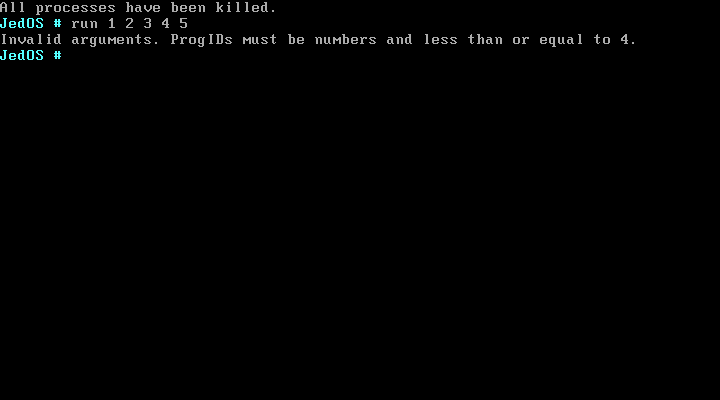 All processes have been killed.
JedOS # run 1 2 3 4 5
Invalid arguments. ProgIDs must be numbers and less than or equal to 4.
JedOS #